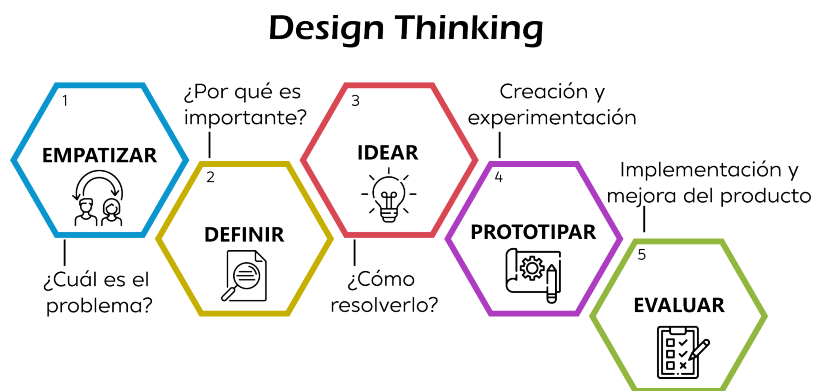 Design Thinking
1
EMPATIZAR
¿Cuál es el
problema?
¿Por qué es
importante?
2
DEFINIR
3
IDEAR
¿Cómo
resolverlo?
Creación y
experimentación
4
PROTOTIPAR
Implementación y
mejora del producto
5
EVALUAR